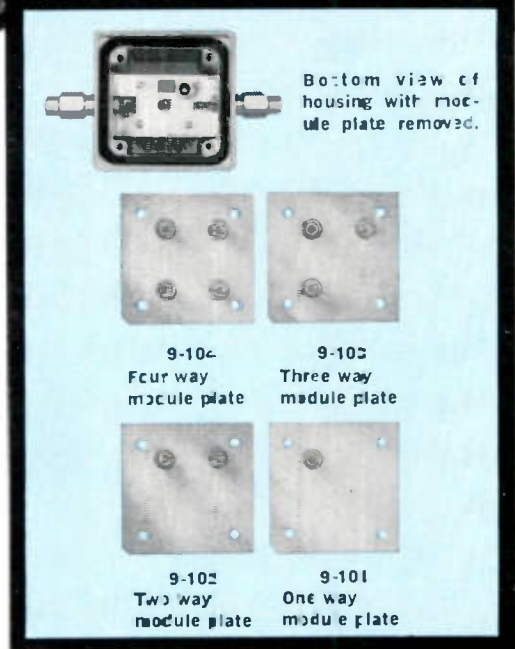 Bottom view of
housing with mod-
ule plate removed.
9-104
Four way
module plate
9-103
Three way
module plate
9-102
Two way
module plate
9-101
One way
module plate